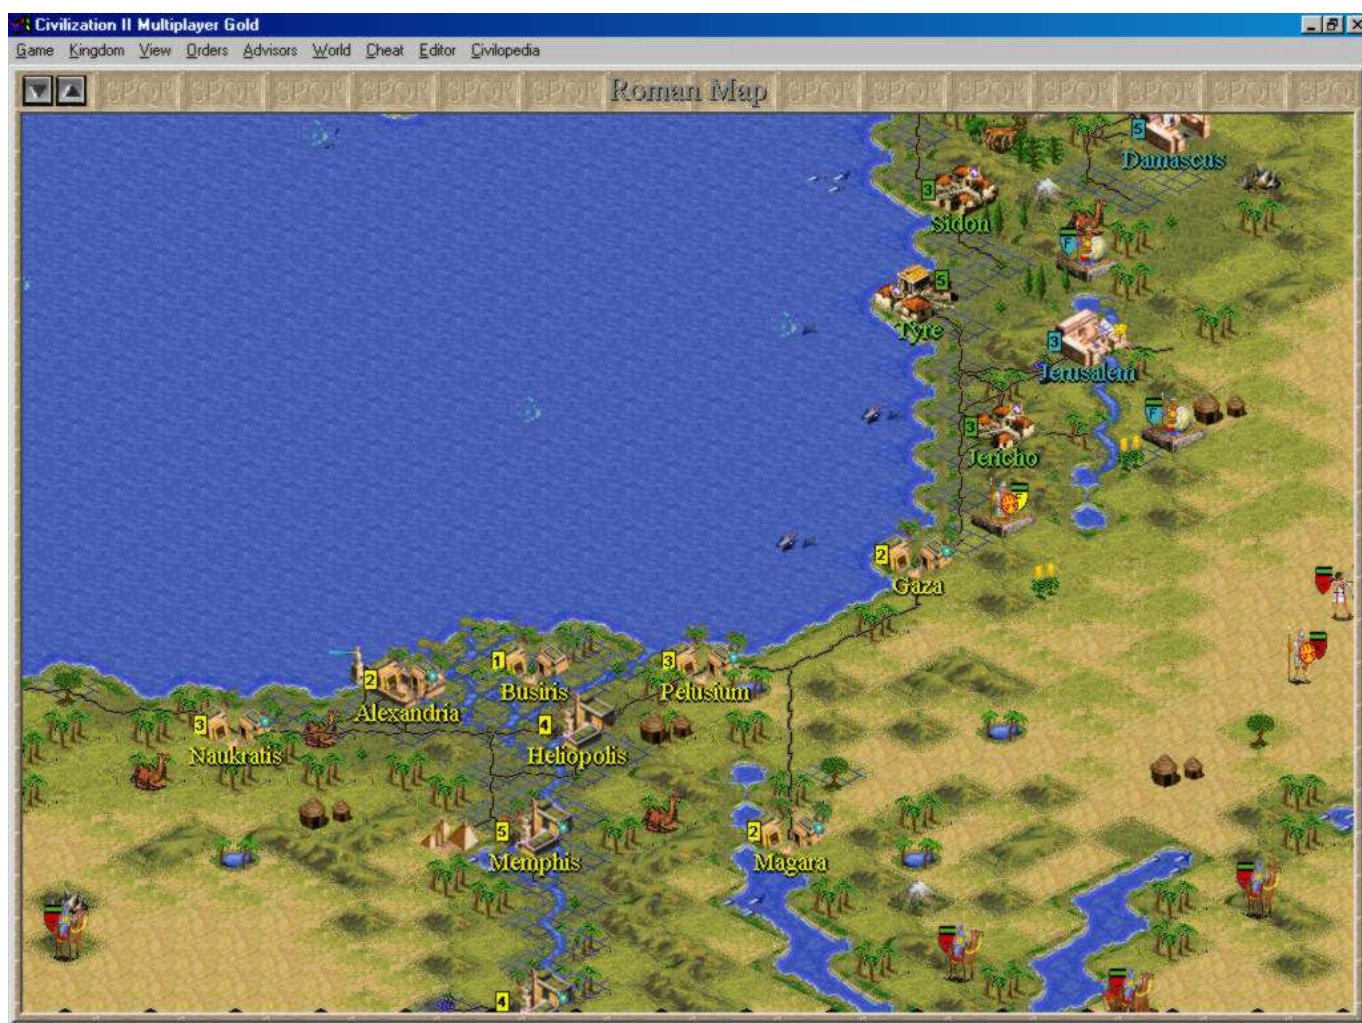 Civilization II Multiplayer Gold
Game Kingdom View Orders Advisors World Cheat Editor Civilopedia
SPQR SPQR SPQR SPQR SPQR SPQR Roman Map SPQR SPQR SPQR SPQR SPQR SPQR SPQR
5
Damascus
3
Sidon
F
5
Tyre
3
Jerusalem
F
3
Jericho
F
2
Gaza
1
Busiris
3
Pelusium
2
Alexandria
3
Naukratis
4
Heliopolis
5
Memphis
2
Magara
4